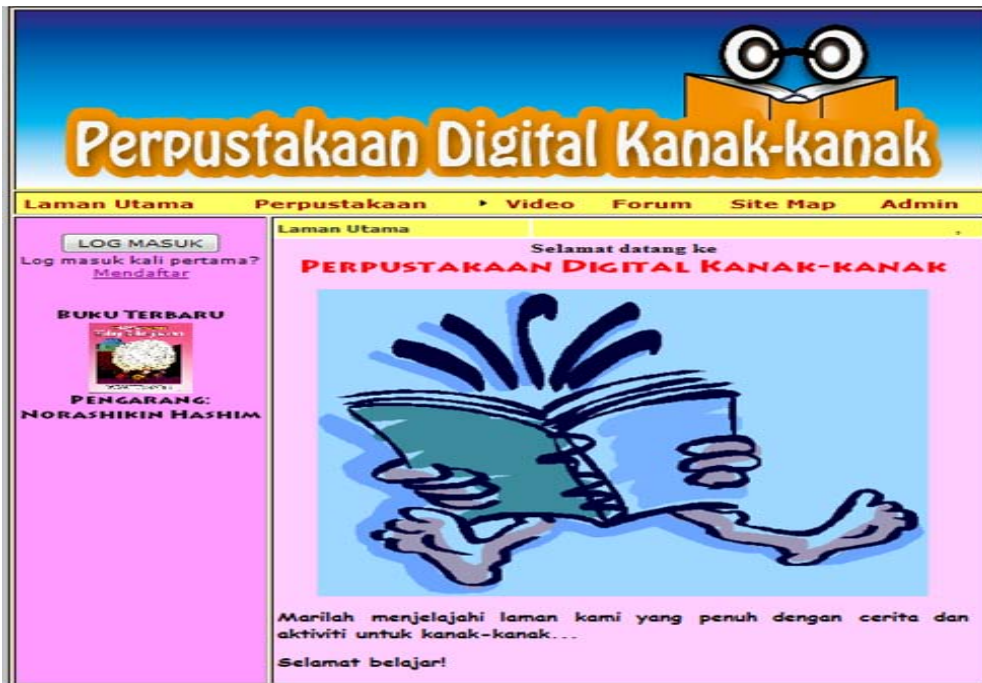 Perpustakaan Digital Kanak-kanak
Laman Utama Perpustakaan Video Forum Site Map Admin
LOG MASUK
Log masuk kali pertama?
Mendaftar
BUKU TERBARU
PENGARANG:
NORASHIKIN HASHIM
Laman Utama
Selamat datang ke
PERPUSTAKAAN DIGITAL KANAK-KANAK
Marilah menjelajahi laman kami yang penuh dengan cerita dan
aktiviti untuk kanak-kanak...
Selamat belajar!